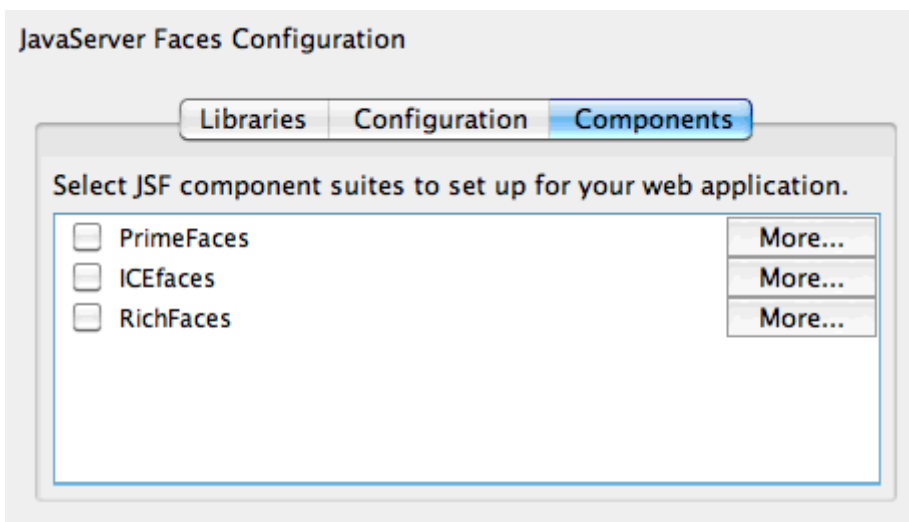 JavaServer Faces Configuration
Libraries Configuration Components
Select JSF component suites to set up for your web application.
PrimeFaces More...
ICEfaces More...
RichFaces More...